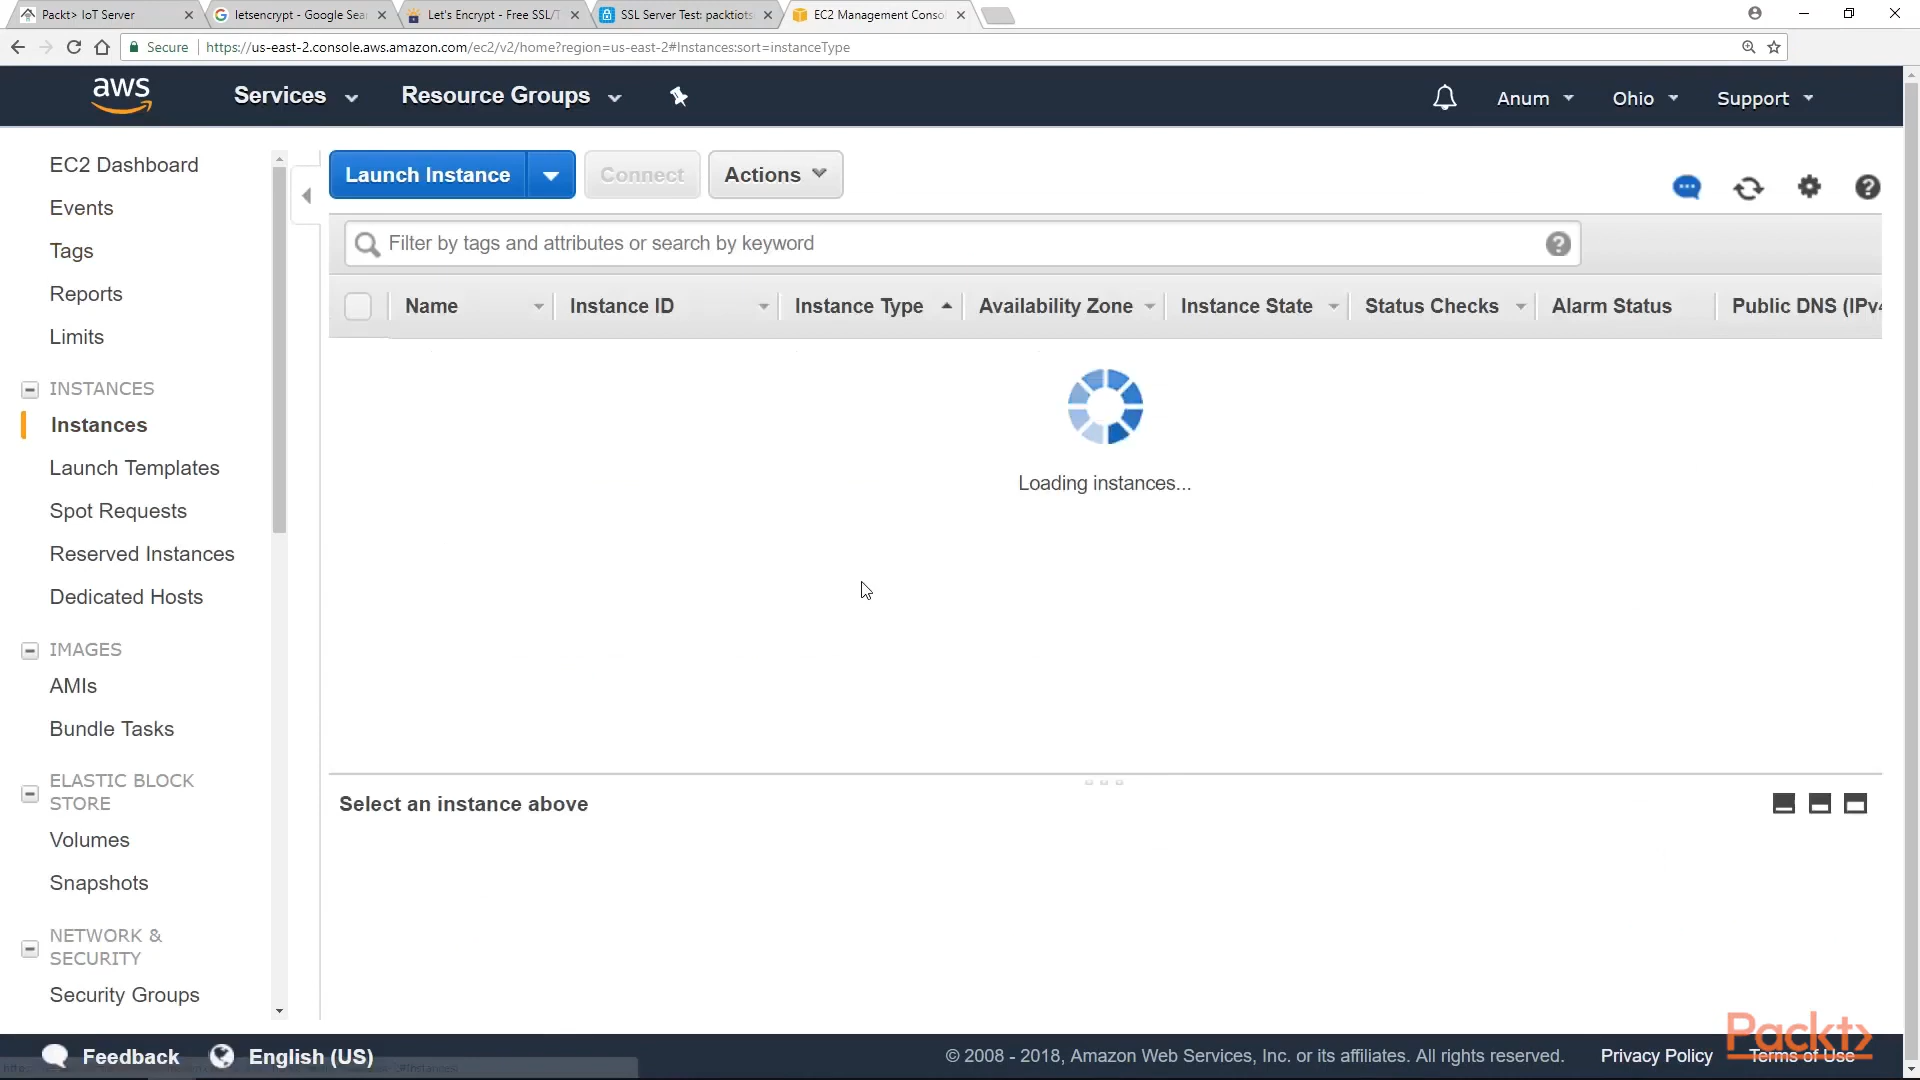 Packt> IoT Server
letsencrypt - Google Sear
Let's Encrypt - Free SSL/T
SSL Server Test: packtiots
EC2 Management Conso
Secure
https://us-east-2.console.aws.amazon.com/ec2/v2/home?region=us-east-2#Instances:sort=instanceType
aws
Services
Resource Groups
Anum
Ohio
Support
EC2 Dashboard
Events
Tags
Reports
Limits
INSTANCES
Instances
Launch Templates
Spot Requests
Reserved Instances
Dedicated Hosts
IMAGES
AMIs
Bundle Tasks
ELASTIC BLOCK
STORE
Volumes
Snapshots
NETWORK &
SECURITY
Security Groups
Launch Instance
Connect
Actions
Filter by tags and attributes or search by keyword
Name
Instance ID
Instance Type
Availability Zone
Instance State
Status Checks
Alarm Status
Public DNS (IPv4
Loading instances...
Select an instance above
Feedback
English (US)
© 2008 - 2018, Amazon Web Services, Inc. or its affiliates. All rights reserved.
Privacy Policy
Terms of Use
Packt>